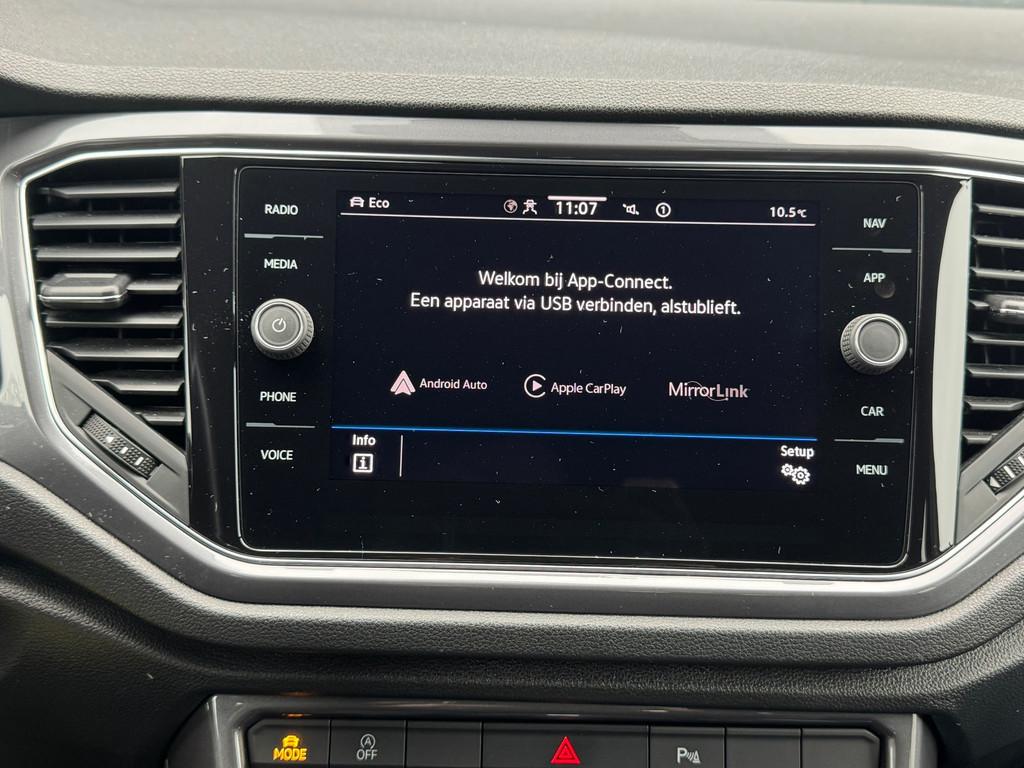 RADIO
MEDIA
PHONE
VOICE
Eco
11:07
1
10.5°C
Welkom bij App-Connect.
Een apparaat via USB verbinden, alstublieft.
Android Auto
Apple CarPlay
MirrorLink
Info
i
Setup
NAV
APP
CAR
MENU
MODE
A
OFF
P